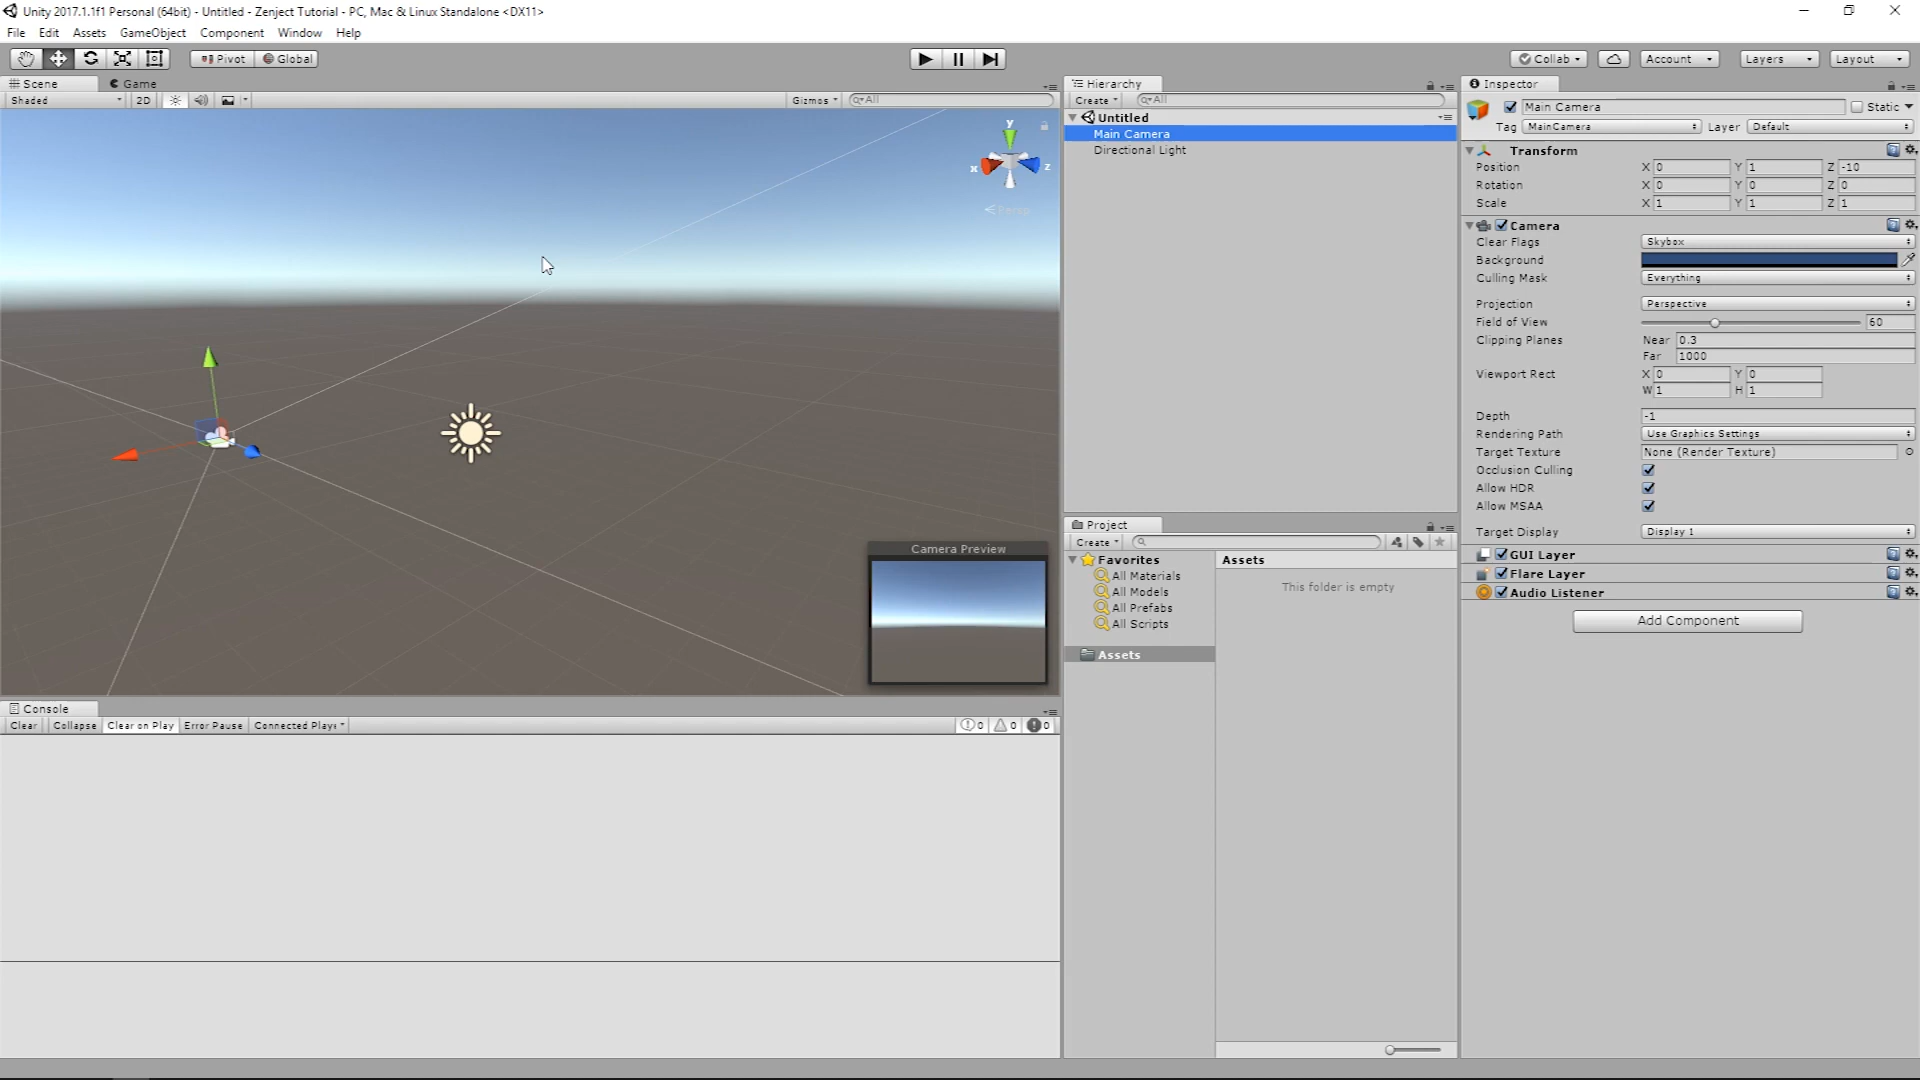 Unity 2017.1.1f1 Personal (64bit) - Untitled - Zenject Tutorial - PC, Mac & Linux Standalone <DX11>
File Edit Assets GameObject Component Window Help
Pivot Global Collab Account Layers Layout
Scene Game
Shaded 2D Gizmos All
y
x z
Persp
Camera Preview
Console
Clear Collapse Clear on Play Error Pause Connected Playe 0 0 0
Hierarchy
Create All
Untitled
Main Camera
Directional Light
Project
Create
Favorites
All Materials
All Models
All Prefabs
All Scripts
Assets
Assets
This folder is empty
Inspector
Main Camera Static
Tag MainCamera Layer Default
Transform
Position X 0 Y 1 Z -10
Rotation X 0 Y 0 Z 0
Scale X 1 Y 1 Z 1
Camera
Clear Flags Skybox
Background
Culling Mask Everything
Projection Perspective
Field of View 60
Clipping Planes Near 0.3
Far 1000
Viewport Rect X 0 Y 0
W 1 H 1
Depth -1
Rendering Path Use Graphics Settings
Target Texture None (Render Texture)
Occlusion Culling
Allow HDR
Allow MSAA
Target Display Display 1
GUI Layer
Flare Layer
Audio Listener
Add Component